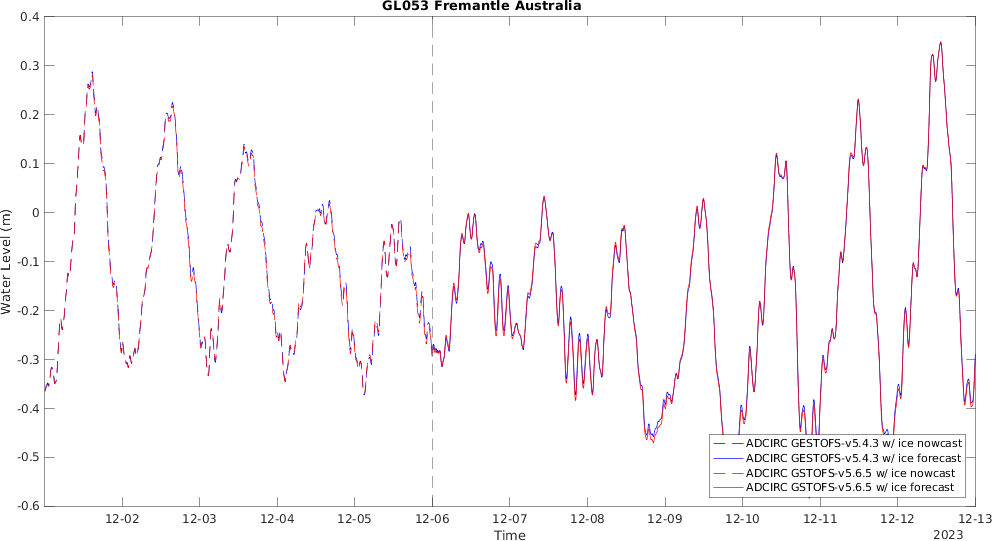 GL053 Fremantle Australia
0.4
0.3
0.2
0.1
0
-0.1
-0.2
-0.3
-0.4
-0.5
-0.6
Water Level (m)
ADCIRC GESTOFS-v5.4.3 w/ ice nowcast
ADCIRC GESTOFS-v5.4.3 w/ ice forecast
ADCIRC GSTOFS-v5.6.5 w/ ice nowcast
ADCIRC GSTOFS-v5.6.5 w/ ice forecast
12-02 12-03 12-04 12-05 12-06 12-07 12-08 12-09 12-10 12-11 12-12 12-13
Time
2023